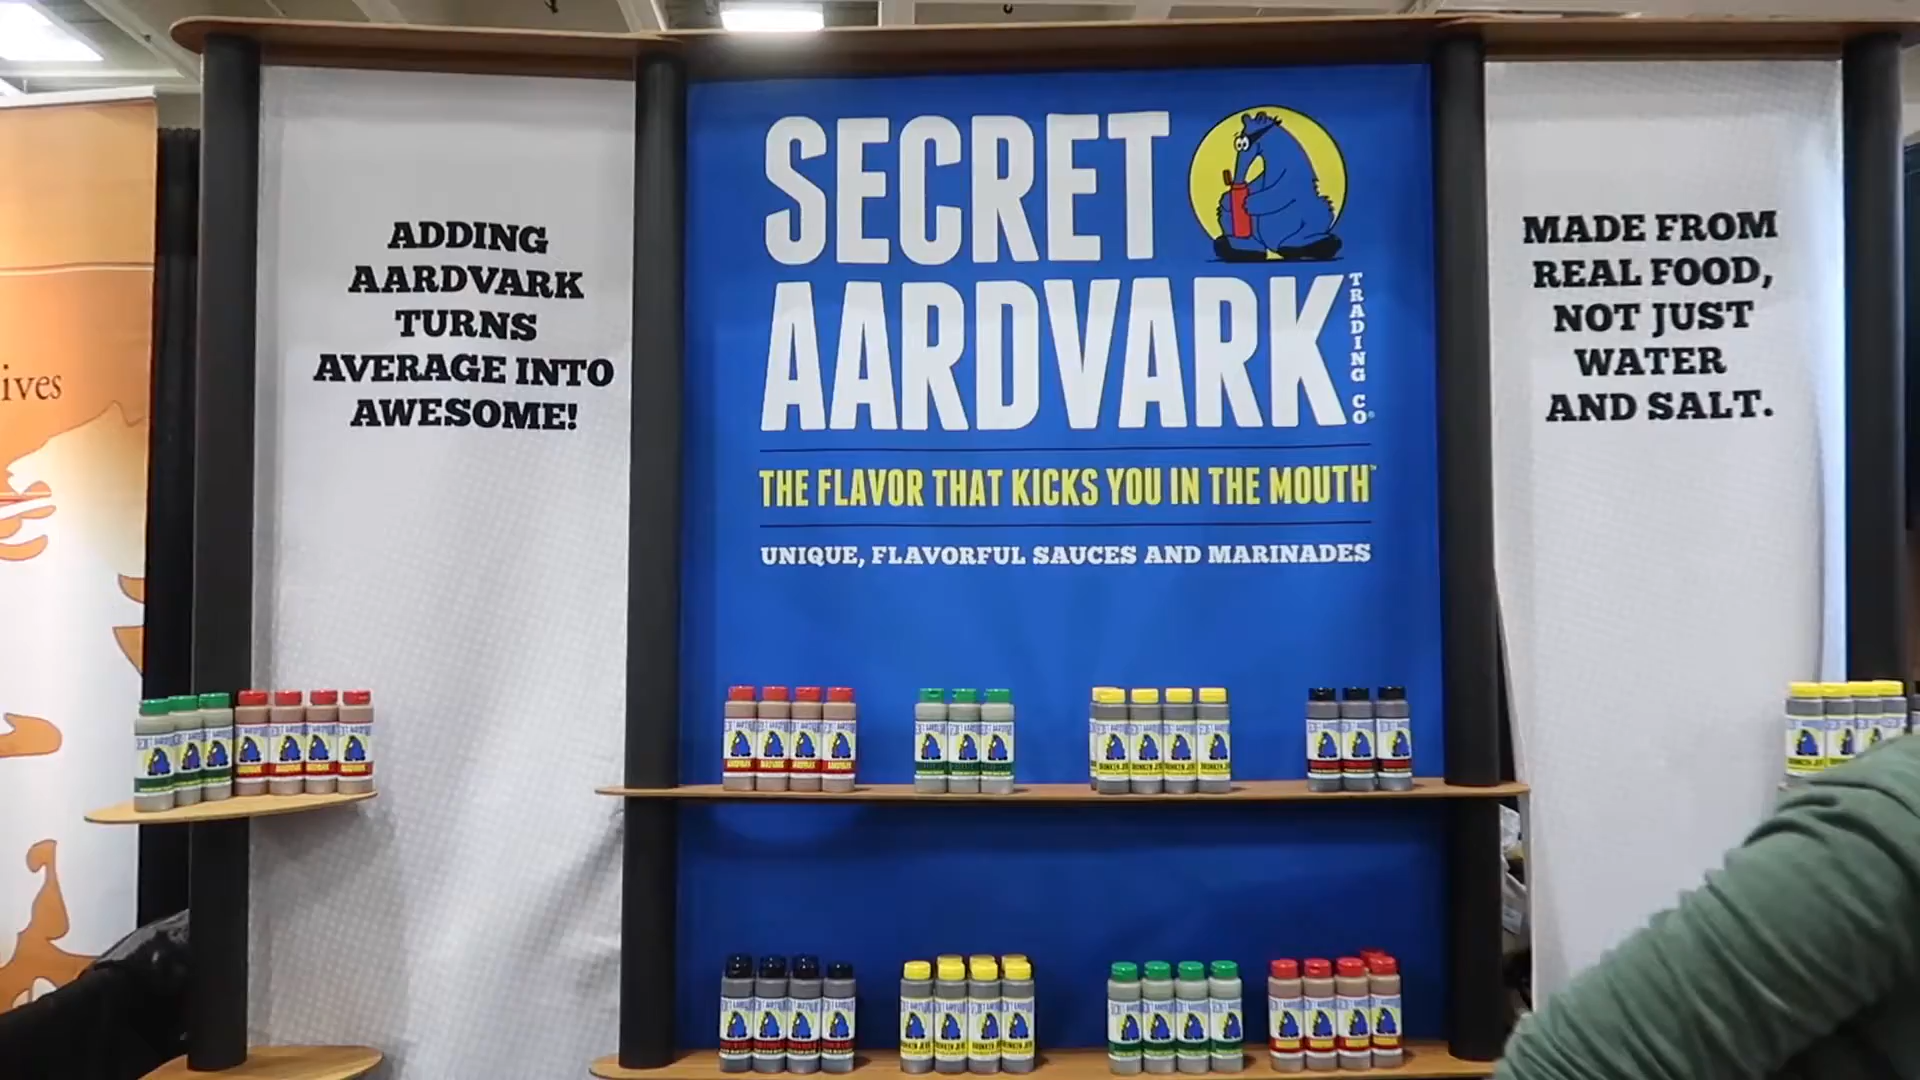 ADDING
AARDVARK
TURNS
AVERAGE INTO
AWESOME!
SECRET
AARDVARK
TRADING CO®
THE FLAVOR THAT KICKS YOU IN THE MOUTH™
UNIQUE, FLAVORFUL SAUCES AND MARINADES
MADE FROM
REAL FOOD,
NOT JUST
WATER
AND SALT.
ives